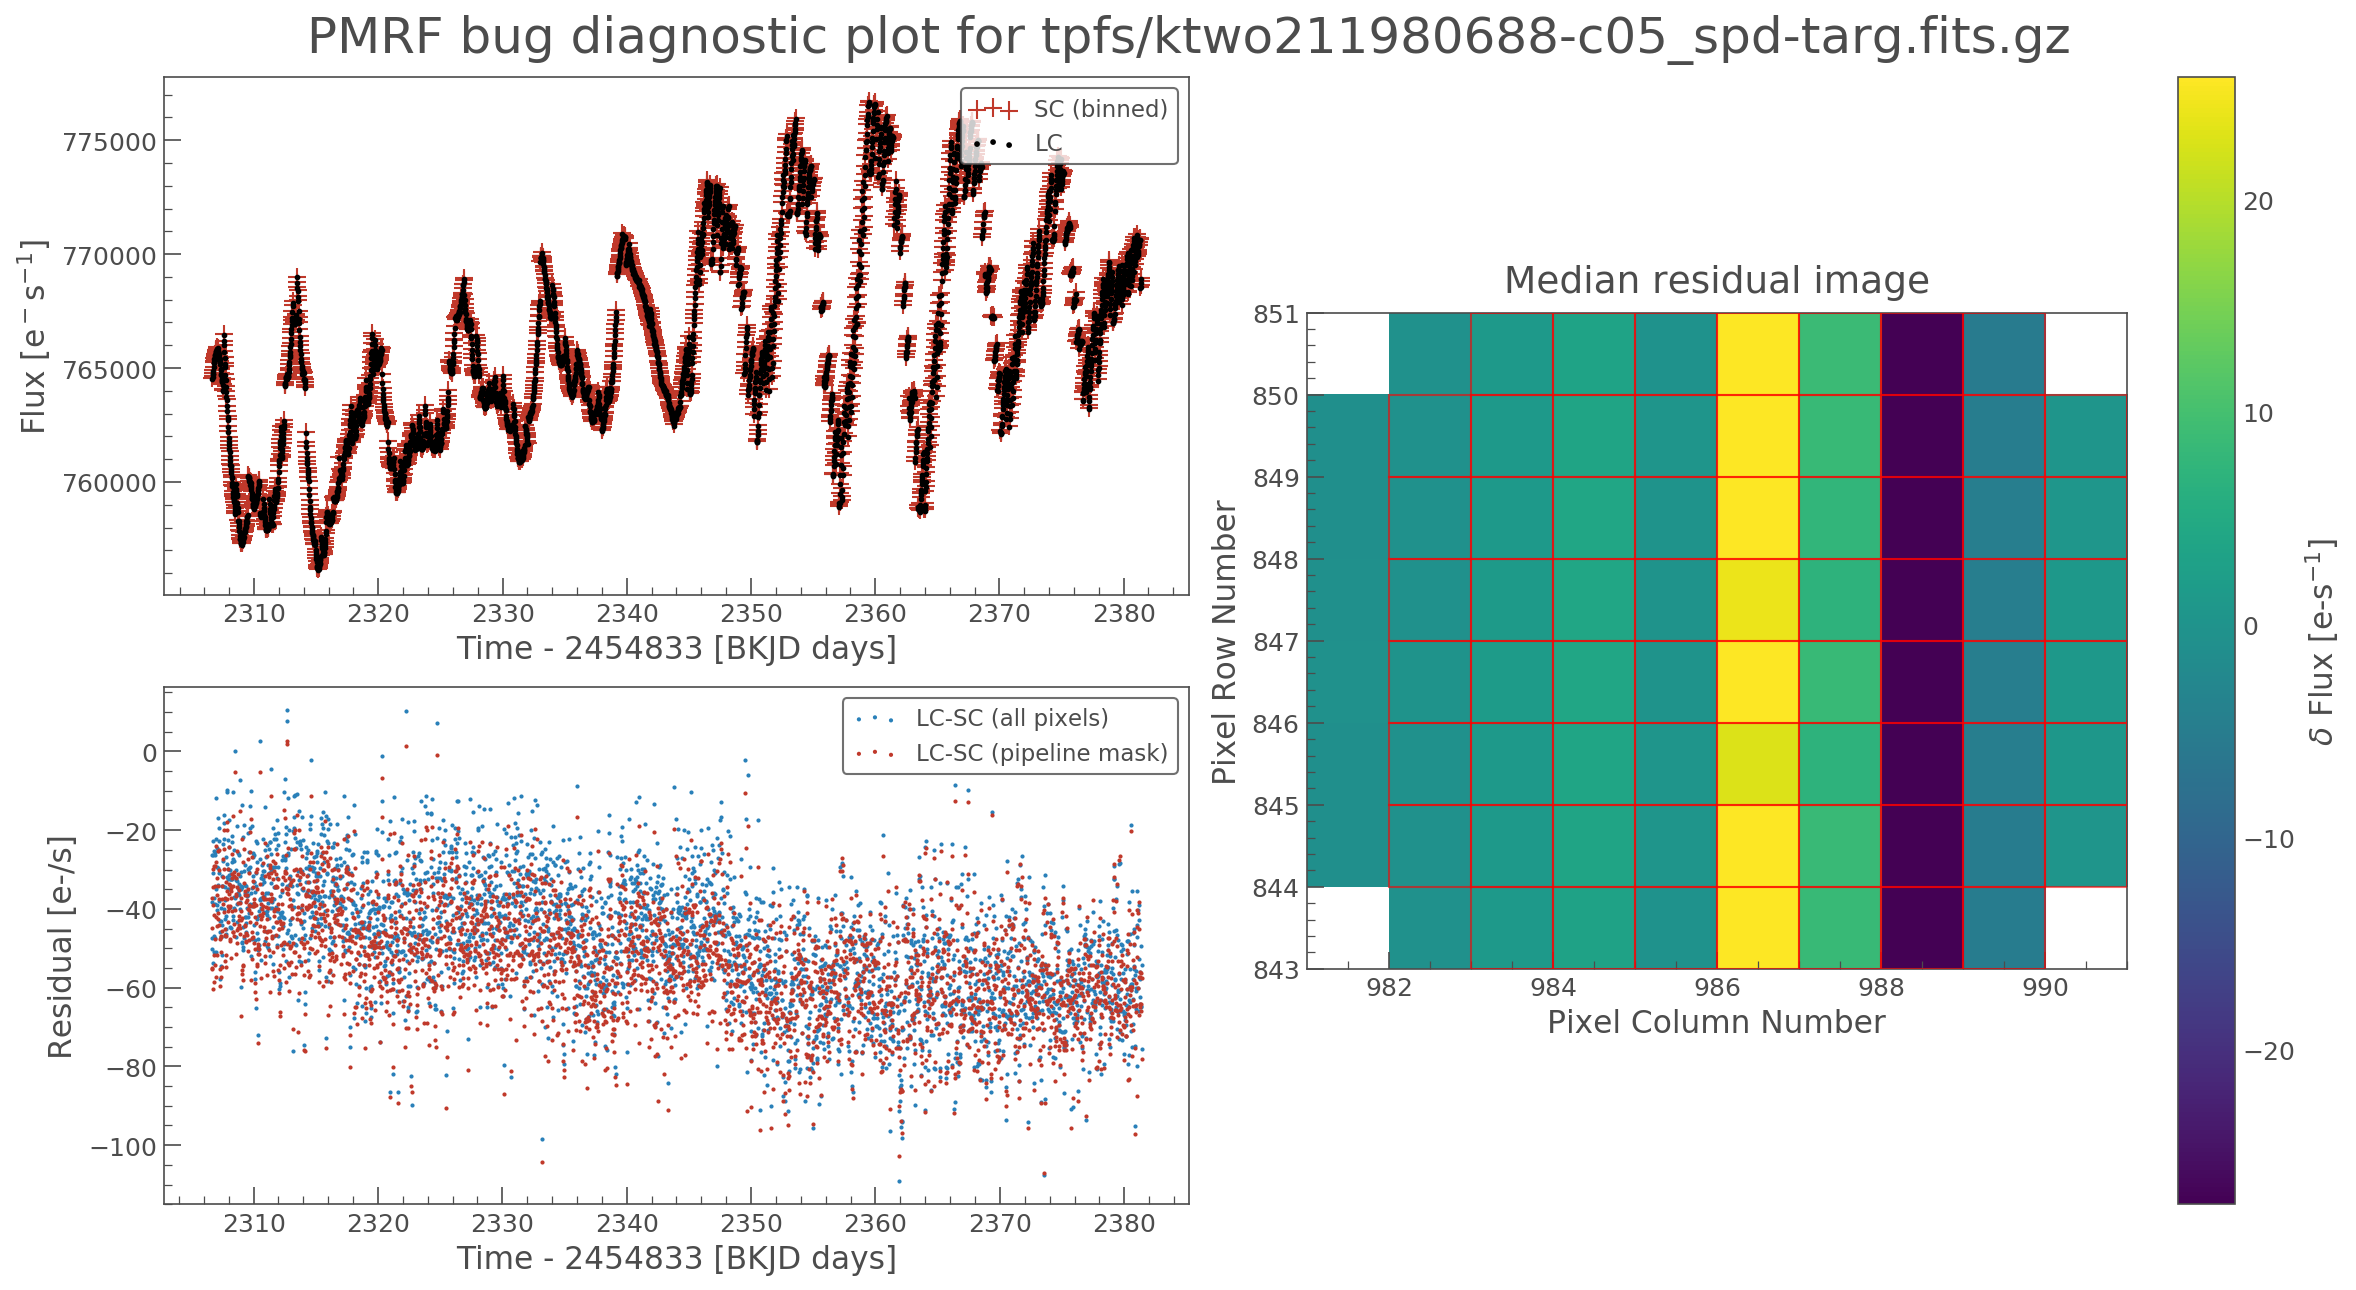 PMRF bug diagnostic plot for tpfs/ktwo211980688-c05_spd-targ.fits.gz
Flux [e⁻ s⁻¹]
775000
770000
765000
760000
SC (binned)
LC
2310 2320 2330 2340 2350 2360 2370 2380
Time - 2454833 [BKJD days]
Residual [e-/s]
0
−20
−40
−60
−80
−100
LC-SC (all pixels)
LC-SC (pipeline mask)
2310 2320 2330 2340 2350 2360 2370 2380
Time - 2454833 [BKJD days]
Median residual image
Pixel Row Number
851
850
849
848
847
846
845
844
843
982 984 986 988 990
Pixel Column Number
20
10
0
−10
−20
δ Flux [e-s⁻¹]